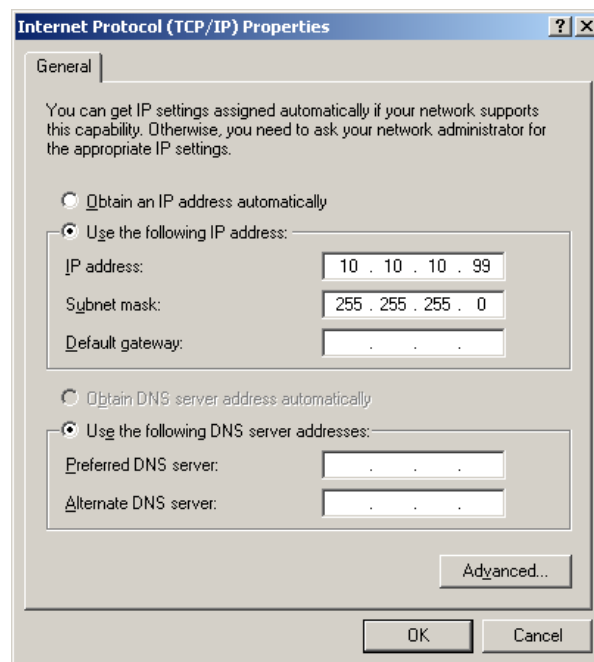 Internet Protocol (TCP/IP) Properties
General
You can get IP settings assigned automatically if your network supports
this capability. Otherwise, you need to ask your network administrator for
the appropriate IP settings.
Obtain an IP address automatically
Use the following IP address:
IP address: 10 . 10 . 10 . 99
Subnet mask: 255 . 255 . 255 . 0
Default gateway: . . .
Obtain DNS server address automatically
Use the following DNS server addresses:
Preferred DNS server: . . .
Alternate DNS server: . . .
Advanced...
OK Cancel